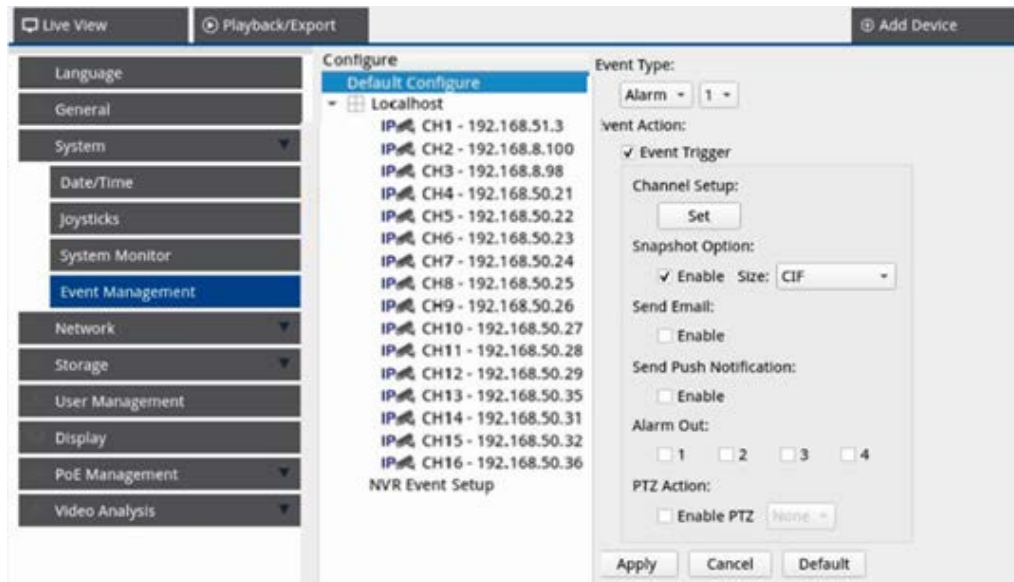 Live View
Playback/Export
Add Device
Language
General
System
Date/Time
Joysticks
System Monitor
Event Management
Network
Storage
User Management
Display
PoE Management
Video Analysis
Configure
Default Configure
Localhost
IP CH1 - 192.168.51.3
IP CH2 - 192.168.8.100
IP CH3 - 192.168.8.98
IP CH4 - 192.168.50.21
IP CH5 - 192.168.50.22
IP CH6 - 192.168.50.23
IP CH7 - 192.168.50.24
IP CH8 - 192.168.50.25
IP CH9 - 192.168.50.26
IP CH10 - 192.168.50.27
IP CH11 - 192.168.50.28
IP CH12 - 192.168.50.29
IP CH13 - 192.168.50.35
IP CH14 - 192.168.50.31
IP CH15 - 192.168.50.32
IP CH16 - 192.168.50.36
NVR Event Setup
Event Type:
Alarm 1
vent Action:
Event Trigger
Channel Setup:
Set
Snapshot Option:
Enable Size: CIF
Send Email:
Enable
Send Push Notification:
Enable
Alarm Out:
1 2 3 4
PTZ Action:
Enable PTZ None
Apply Cancel Default